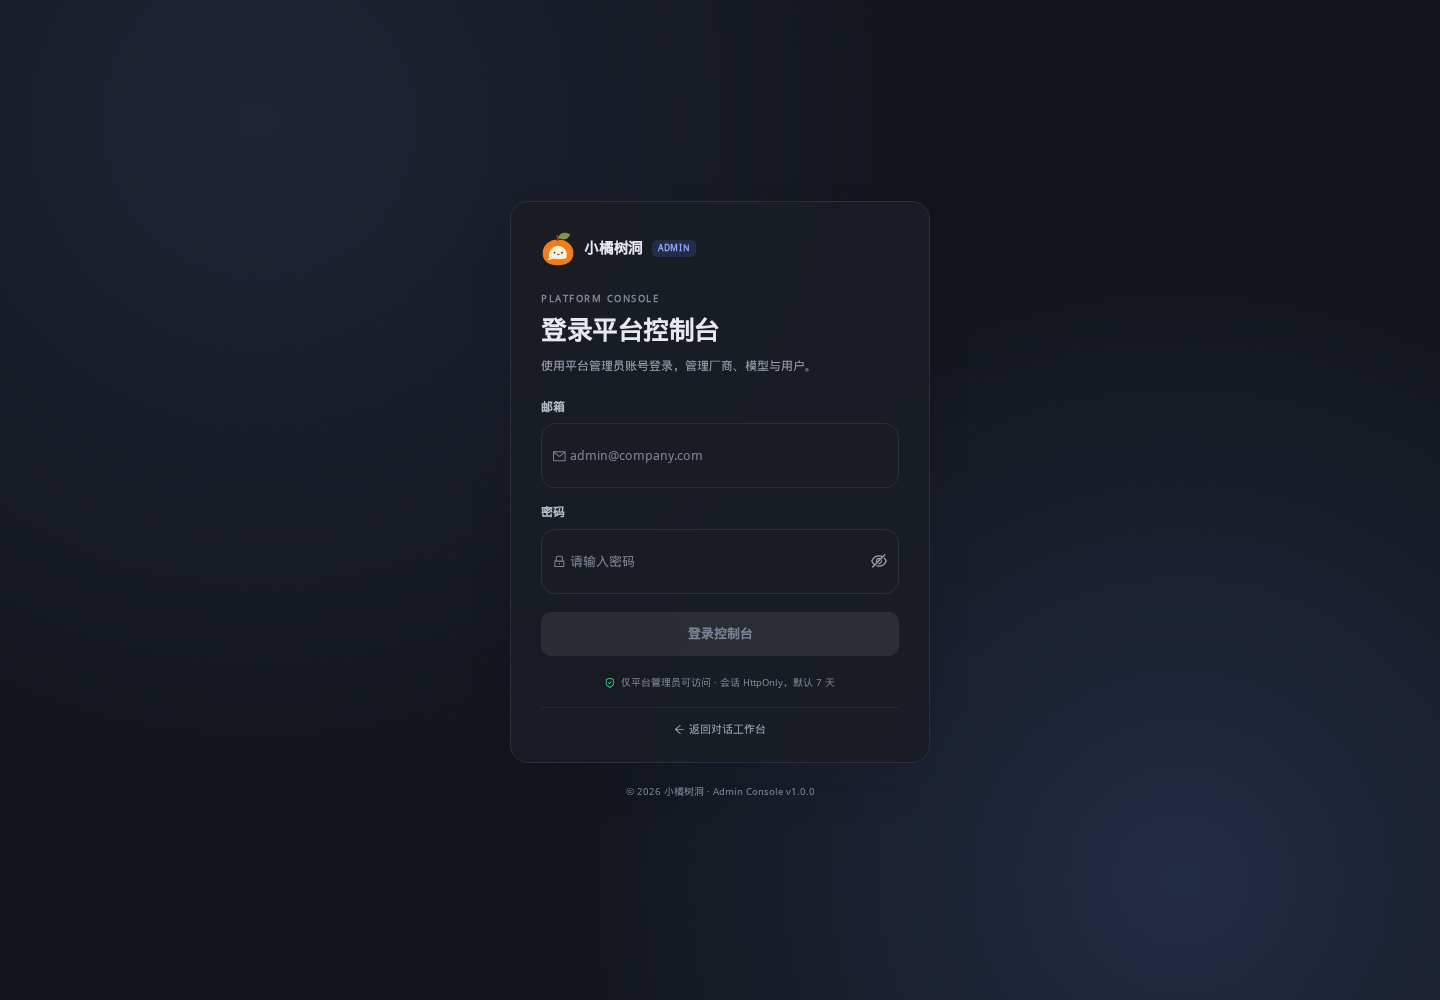 小橘树洞 ADMIN
PLATFORM CONSOLE
登录平台控制台
使用平台管理员账号登录，管理厂商、模型与用户。
邮箱
admin@company.com
密码
请输入密码
登录控制台
仅平台管理员可访问 · 会话 HttpOnly，默认 7 天
← 返回对话工作台
© 2026 小橘树洞 · Admin Console v1.0.0